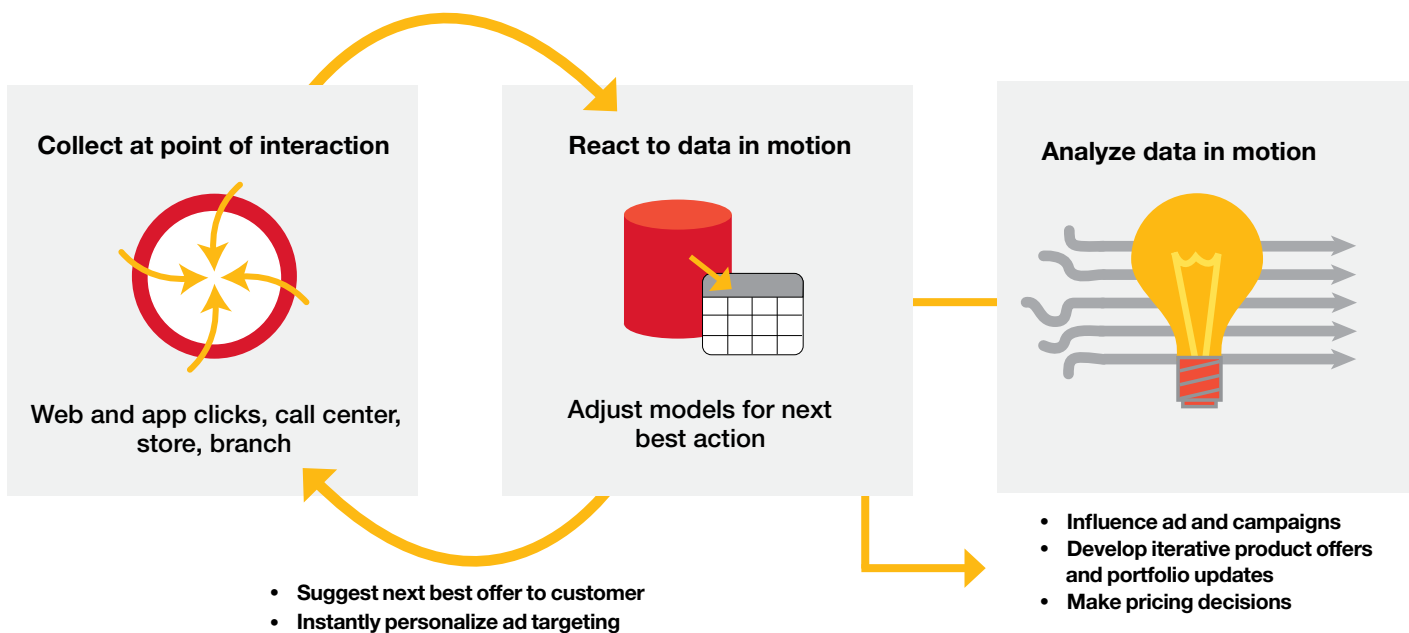 Collect at point of interaction
Web and app clicks, call center,
store, branch
React to data in motion
Adjust models for next
best action
Analyze data in motion
• Suggest next best offer to customer
• Instantly personalize ad targeting
• Influence ad and campaigns
• Develop iterative product offers
and portfolio updates
• Make pricing decisions